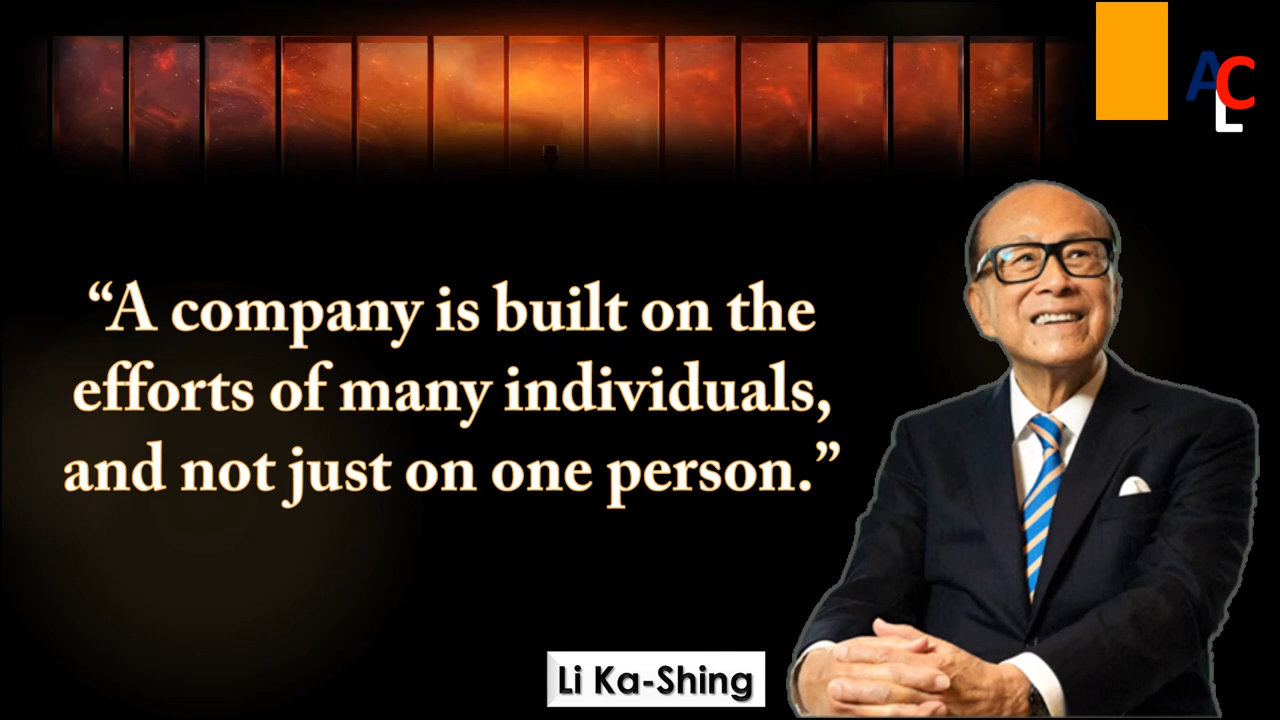 ACL
“A company is built on the
efforts of many individuals,
and not just on one person.”
Li Ka-Shing